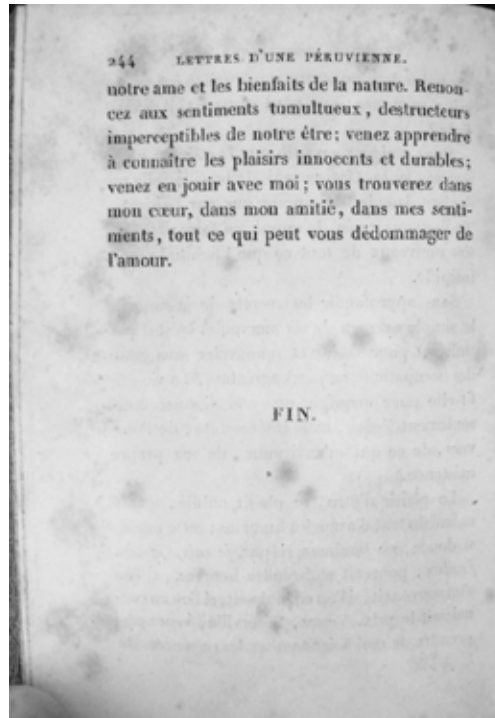 244 LETTRES D'UNE PÉRUVIENNE.
notre ame et les bienfaits de la nature. Renon-
cez aux sentiments tumultueux, destructeurs
imperceptibles de notre être; venez apprendre
à connaître les plaisirs innocents et durables;
venez en jouir avec moi; vous trouverez dans
mon cœur, dans mon amitié, dans mes senti-
ments, tout ce qui peut vous dédommager de
l'amour.
FIN.